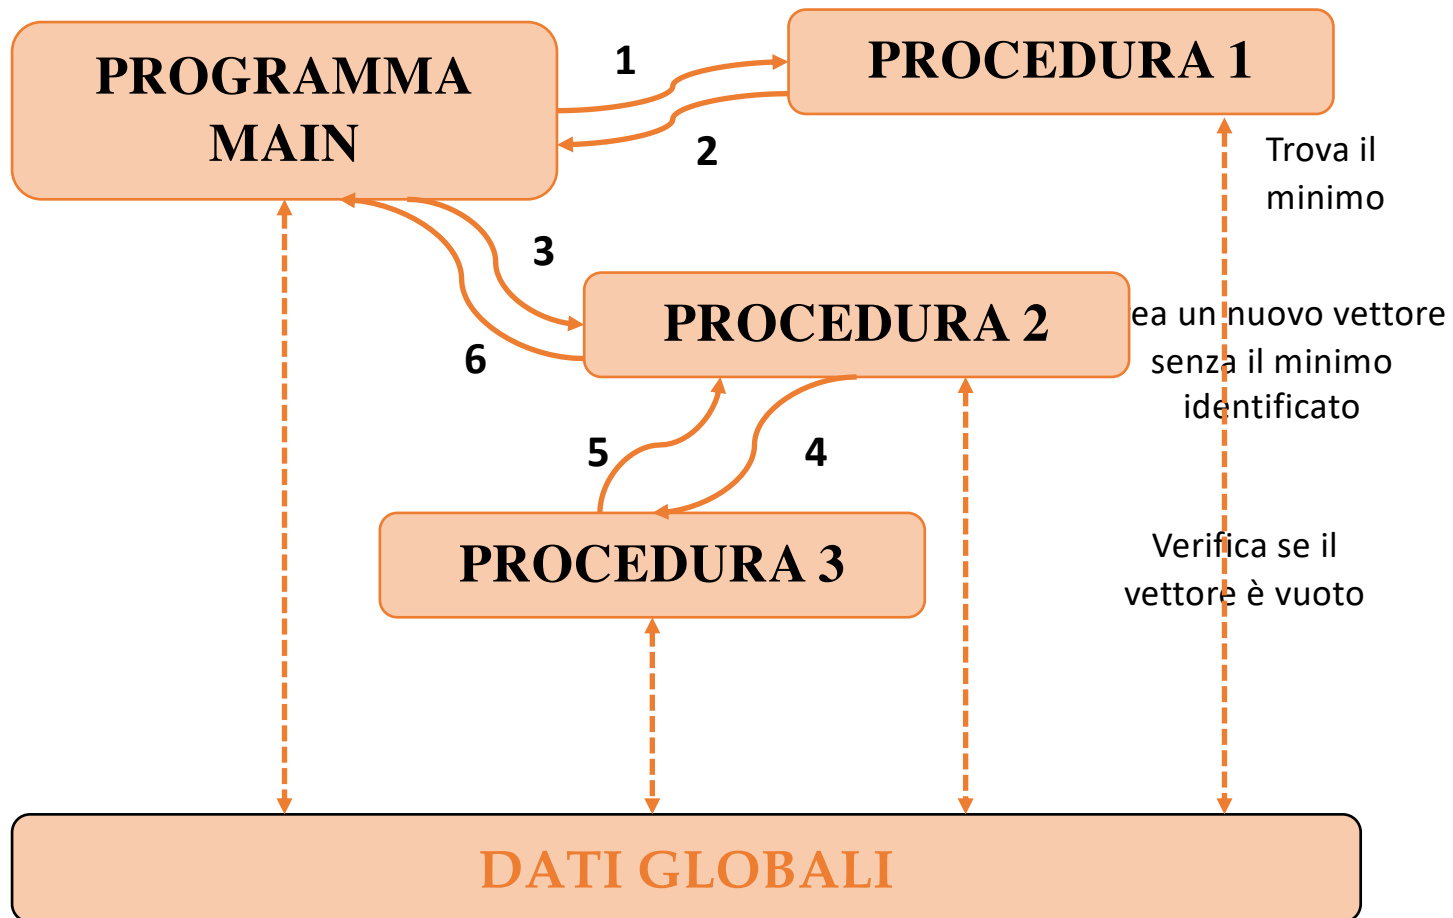 PROGRAMMA
MAIN
1
2
PROCEDURA 1
Trova il
minimo
3
6
PROCEDURA 2
ea un nuovo vettore
senza il minimo
identificato
5
4
PROCEDURA 3
Verifica se il
vettore è vuoto
DATI GLOBALI